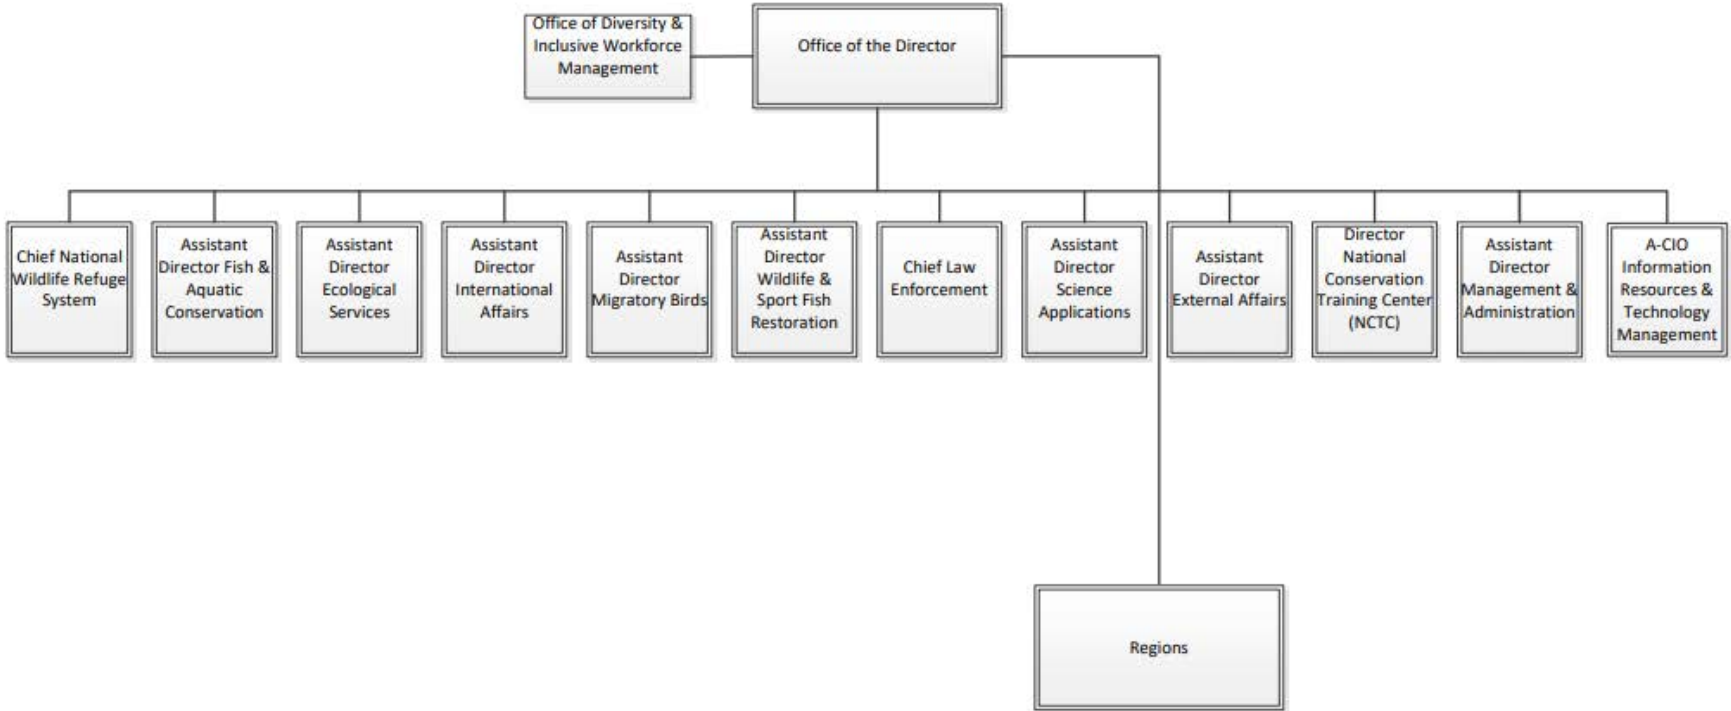 Office of Diversity &
Inclusive Workforce
Management
Office of the Director
Chief National
Wildlife Refuge
System
Assistant
Director Fish &
Aquatic
Conservation
Assistant
Director
Ecological
Services
Assistant
Director
International
Affairs
Assistant
Director
Migratory Birds
Assistant
Director
Wildlife &
Sport Fish
Restoration
Chief Law
Enforcement
Assistant
Director
Science
Applications
Assistant
Director
External Affairs
Director
National
Conservation
Training Center
(NCTC)
Assistant
Director
Management &
Administration
A-CIO
Information
Resources &
Technology
Management
Regions